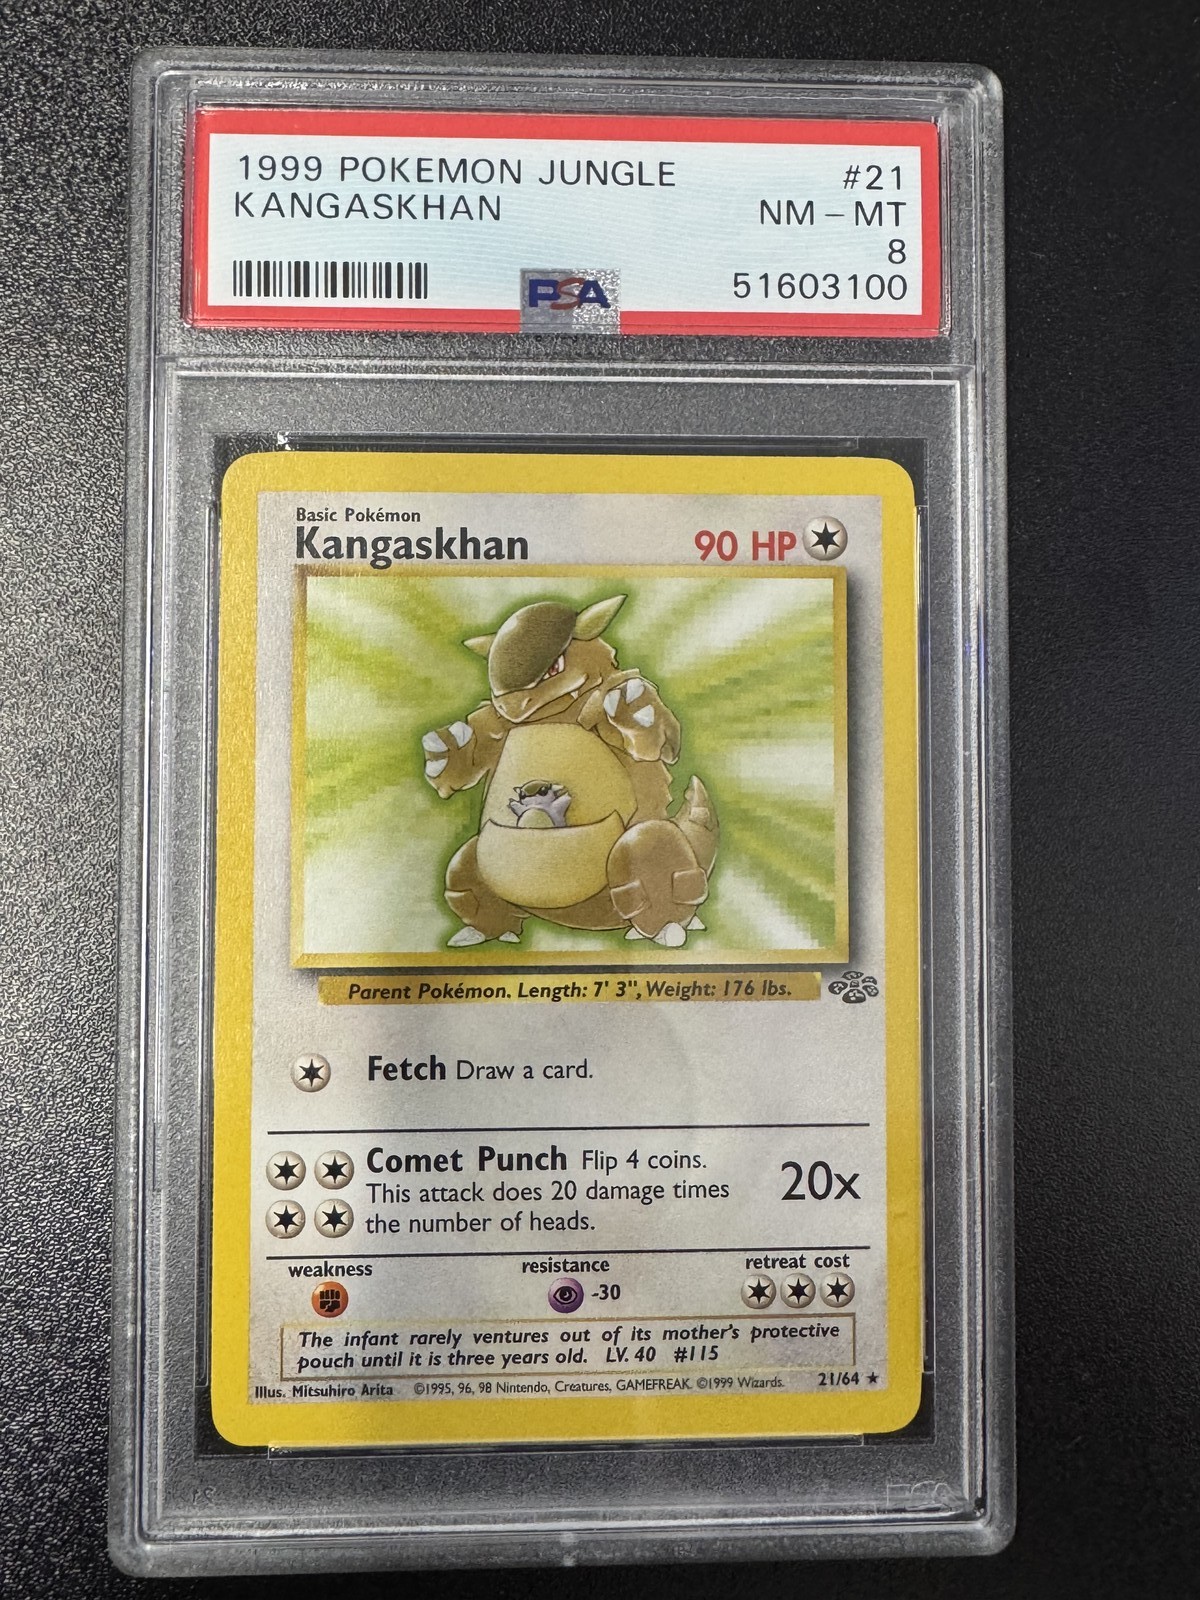 1999 POKEMON JUNGLE #21
KANGASKHAN NM - MT
8
PSA 51603100
Basic Pokémon
Kangaskhan 90 HP
Parent Pokémon. Length: 7' 3", Weight: 176 lbs.
Fetch Draw a card.
Comet Punch Flip 4 coins.
This attack does 20 damage times
the number of heads.
20x
weakness resistance retreat cost
-30
The infant rarely ventures out of its mother's protective
pouch until it is three years old. LV. 40 #115
Illus. Mitsuhiro Arita ©1995, 96, 98 Nintendo, Creatures, GAMEFREAK. ©1999 Wizards. 21/64 ★
PSA